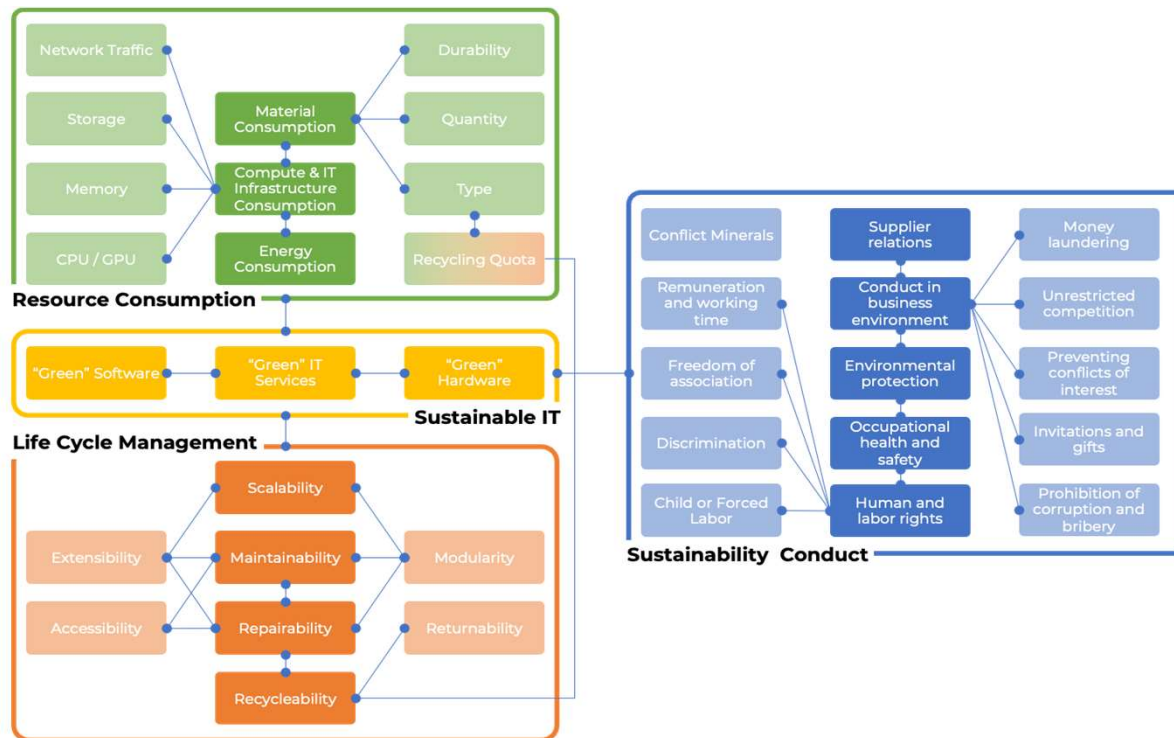 Network Traffic
Storage
Memory
CPU / GPU
Material
Consumption
Compute & IT
Infrastructure
Consumption
Energy
Consumption
Durability
Quantity
Type
Recycling Quota
Resource Consumption
“Green” Software
“Green” IT
Services
“Green”
Hardware
Sustainable IT
Life Cycle Management
Extensibility
Accessibility
Scalability
Maintainability
Repairability
Recycleability
Modularity
Returnability
Conflict Minerals
Remuneration
and working
time
Freedom of
association
Discrimination
Child or Forced
Labor
Supplier
relations
Conduct in
business
environment
Environmental
protection
Occupational
health and
safety
Human and
labor rights
Money
laundering
Unrestricted
competition
Preventing
conflicts of
interest
Invitations and
gifts
Prohibition of
corruption and
bribery
Sustainability Conduct